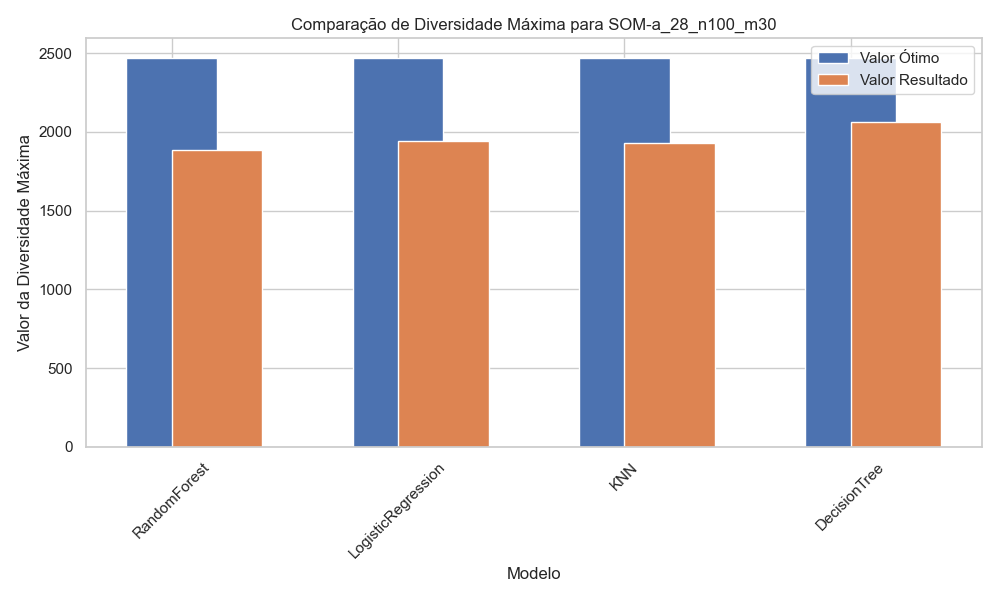 Comparação de Diversidade Máxima para SOM-a_28_n100_m30
Valor Ótimo
Valor Resultado
Valor da Diversidade Máxima
2500
2000
1500
1000
500
0
RandomForest
LogisticRegression
KNN
DecisionTree
Modelo